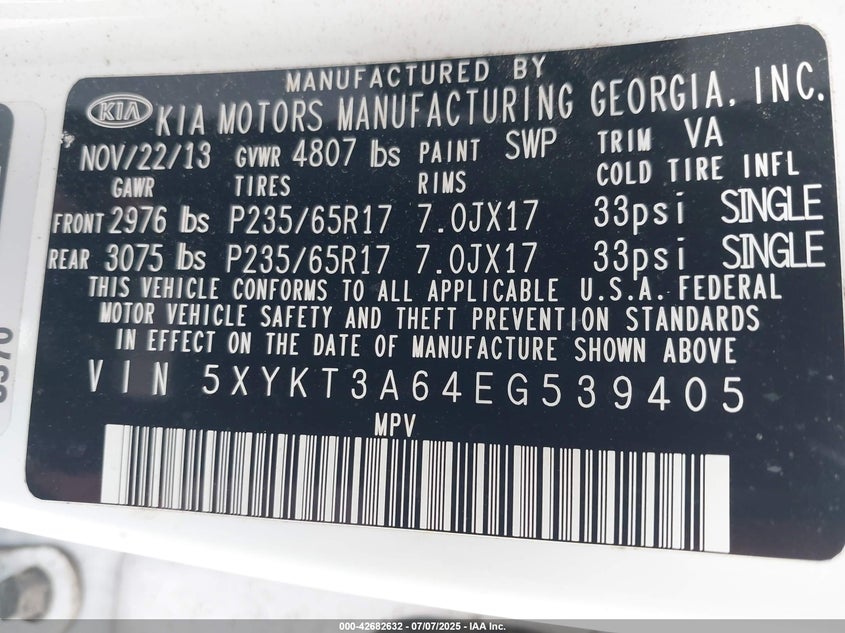 MANUFACTURED BY
KIA KIA MOTORS MANUFACTURING GEORGIA, INC.
NOV/22/13 GVWR 4807 lbs PAINT SWP TRIM VA
GAWR TIRES RIMS COLD TIRE INFL
FRONT 2976 lbs P235/65R17 7.0JX17 33psi SINGLE
REAR 3075 lbs P235/65R17 7.0JX17 33psi SINGLE
THIS VEHICLE CONFORMS TO ALL APPLICABLE U.S.A. FEDERAL
MOTOR VEHICLE SAFETY AND THEFT PREVENTION STANDARDS
IN EFFECT ON THE DATE OF MANUFACTURE SHOWN ABOVE
VIN 5XYKT3A64EG539405
MPV
000-42682632 - 07/07/2025 - IAA Inc.